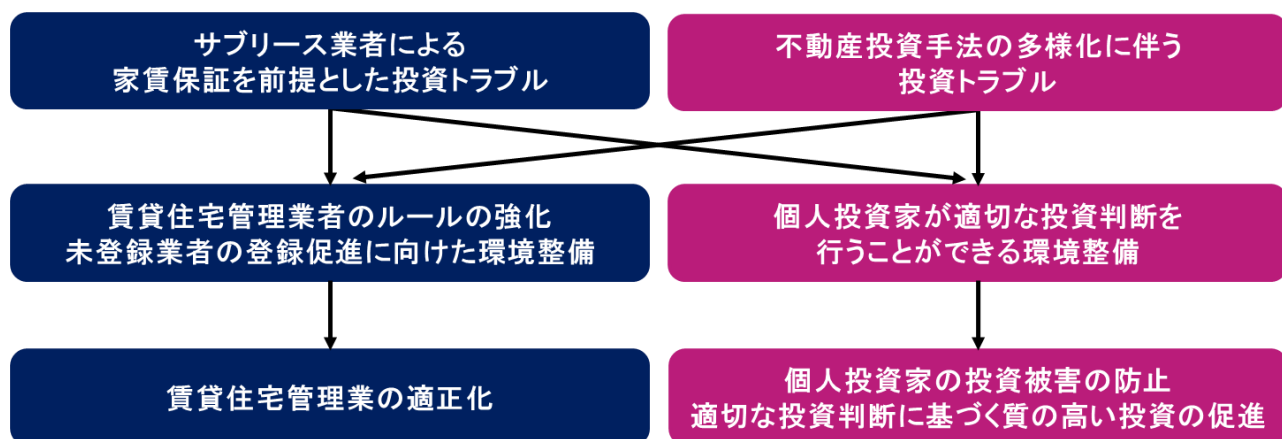 サブリース業者による
家賃保証を前提とした投資トラブル
不動産投資手法の多様化に伴う
投資トラブル
賃貸住宅管理業者のルールの強化
未登録業者の登録促進に向けた環境整備
個人投資家が適切な投資判断を
行うことができる環境整備
賃貸住宅管理業の適正化
個人投資家の投資被害の防止
適切な投資判断に基づく質の高い投資の促進